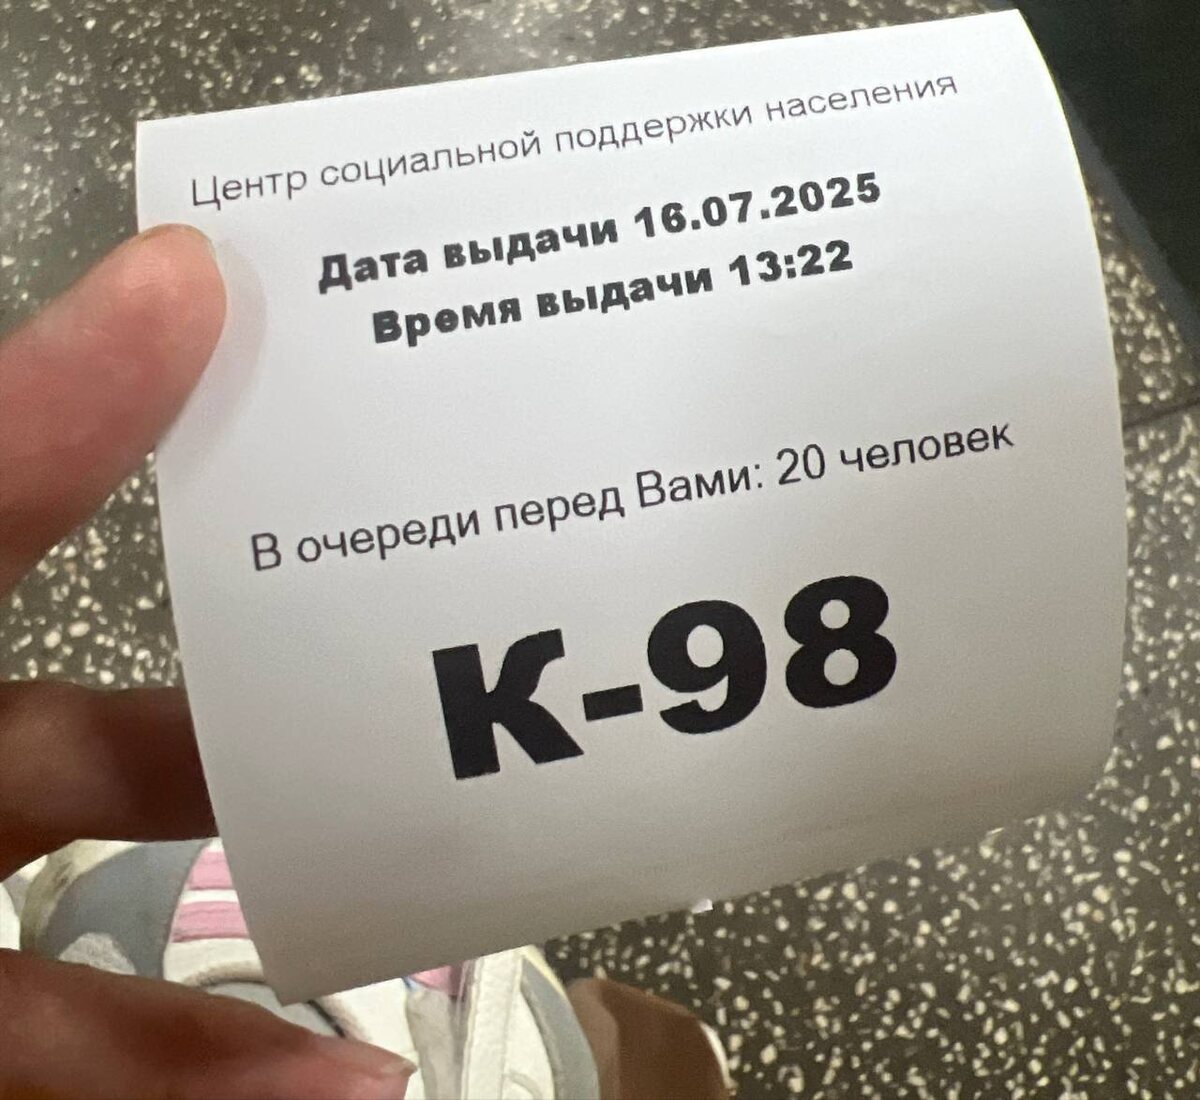 Центр социальной поддержки населения
Дата выдачи 16.07.2025
Время выдачи 13:22
В очереди перед Вами: 20 человек
К-98